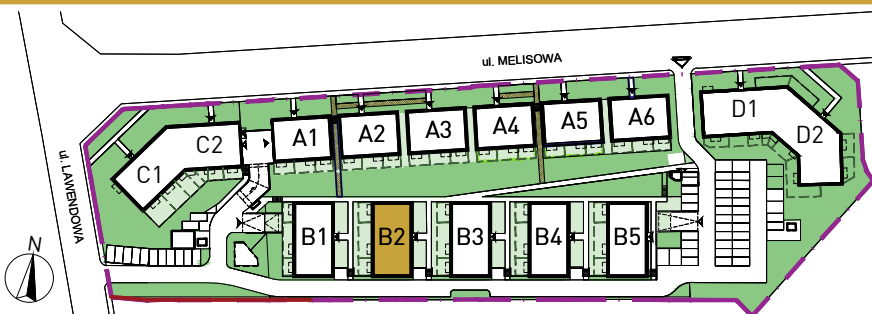 ul. MELISOWA
ul. LAWENDOWA
C1
C2
A1
A2
A3
A4
A5
A6
D1
D2
B1
B2
B3
B4
B5
N